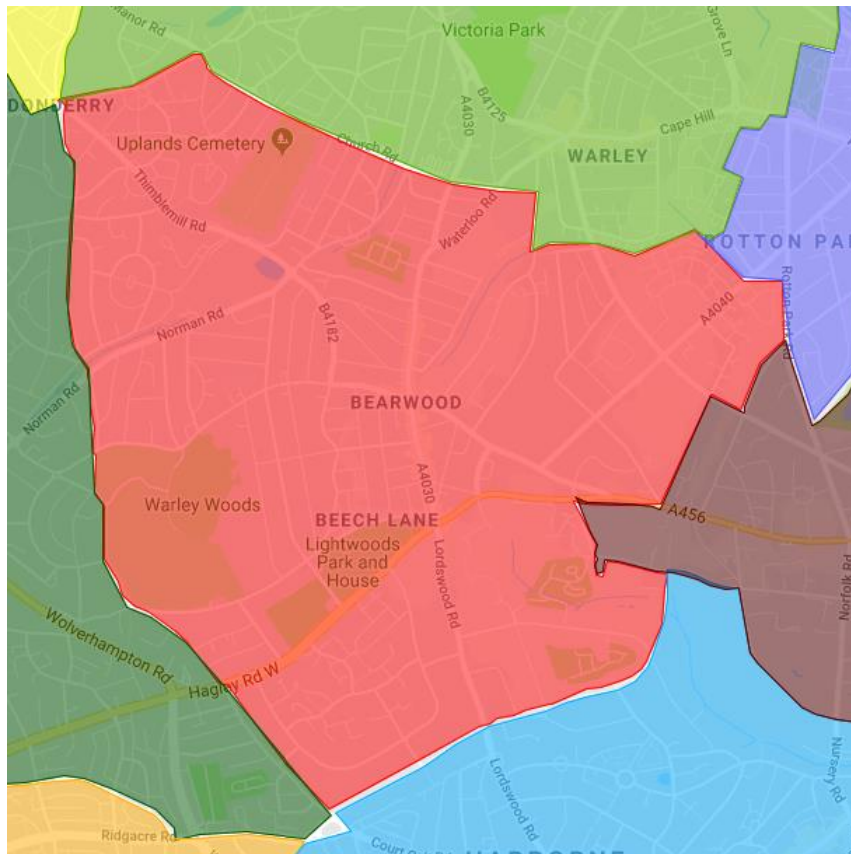 Manor Rd
Victoria Park
Grove Ln
A4030
B4125
DONDERRY
Uplands Cemetery
Church Rd
Cape Hill
WARLEY
Thimblemill Rd
Waterloo Rd
ROTTON PA
Rotton Park Rd
A4040
Norman Rd
B4182
Norman Rd
BEARWOOD
A4030
Warley Woods
BEECH LANE
A456
Lightwoods
Park and
House
Lordswood Rd
Norfolk Rd
Wolverhampton Rd
Hagley Rd W
Nursery Rd
Lordswood Rd
Ridgacre Rd